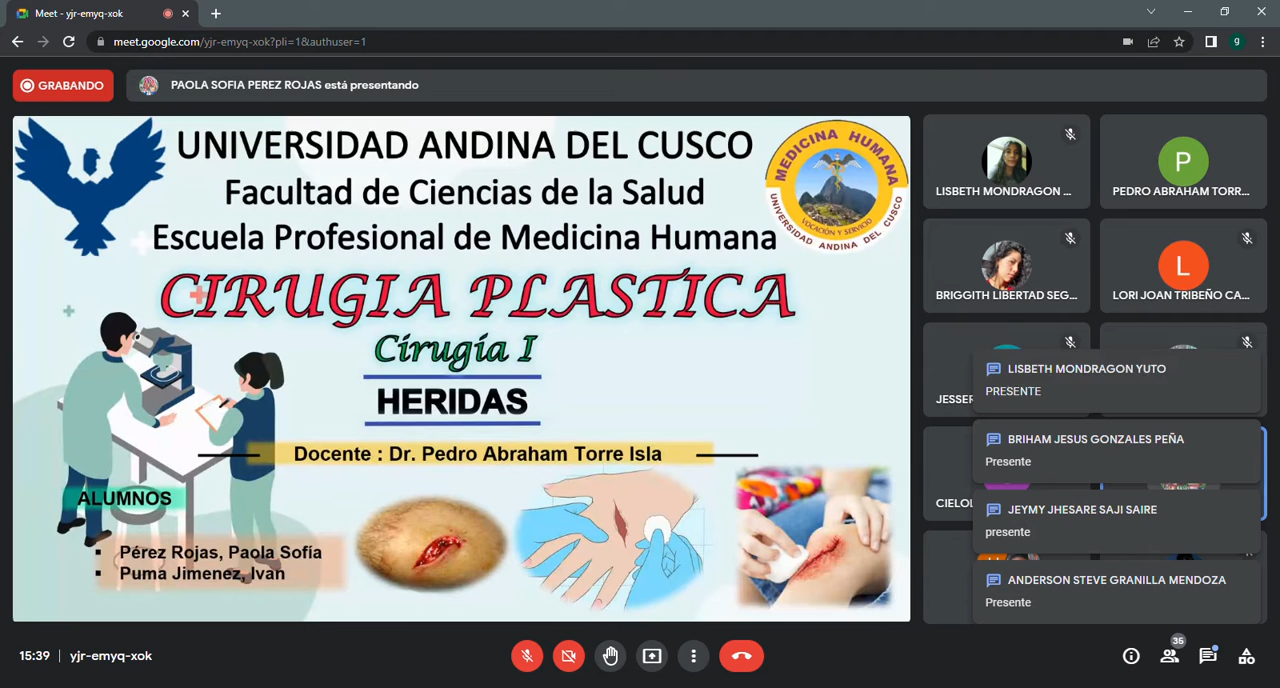 Meet - yjr-emyq-xok
meet.google.com/yjr-emyq-xok?pli=1&authuser=1
g
GRABANDO
PAOLA SOFIA PEREZ ROJAS está presentando
UNIVERSIDAD ANDINA DEL CUSCO
Facultad de Ciencias de la Salud
Escuela Profesional de Medicina Humana
MEDICINA HUMANA
VOCACIÓN Y SERVICIO
UNIVERSIDAD ANDINA DEL CUSCO
CIRUGIA PLASTICA
Cirugía I
HERIDAS
Docente : Dr. Pedro Abraham Torre Isla
ALUMNOS
▪ Pérez Rojas, Paola Sofía
▪ Puma Jimenez, Ivan
LISBETH MONDRAGON ...
P
PEDRO ABRAHAM TORR...
BRIGGITH LIBERTAD SEG...
L
LORI JOAN TRIBEÑO CA...
JESSER
CIELO
LISBETH MONDRAGON YUTO
PRESENTE
BRIHAM JESUS GONZALES PEÑA
Presente
JEYMY JHESARE SAJI SAIRE
presente
ANDERSON STEVE GRANILLA MENDOZA
Presente
15:39 | yjr-emyq-xok
35